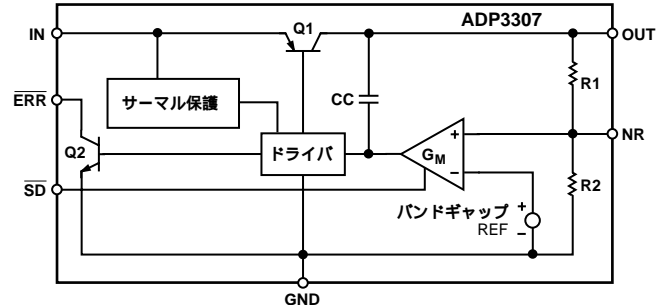 ADP3307
Q1
IN
OUT
R1
ERR
サーマル保護
CC
NR
Q2
ドライバ
GM
+
−
R2
SD
バンドギャップ
REF
+
−
GND